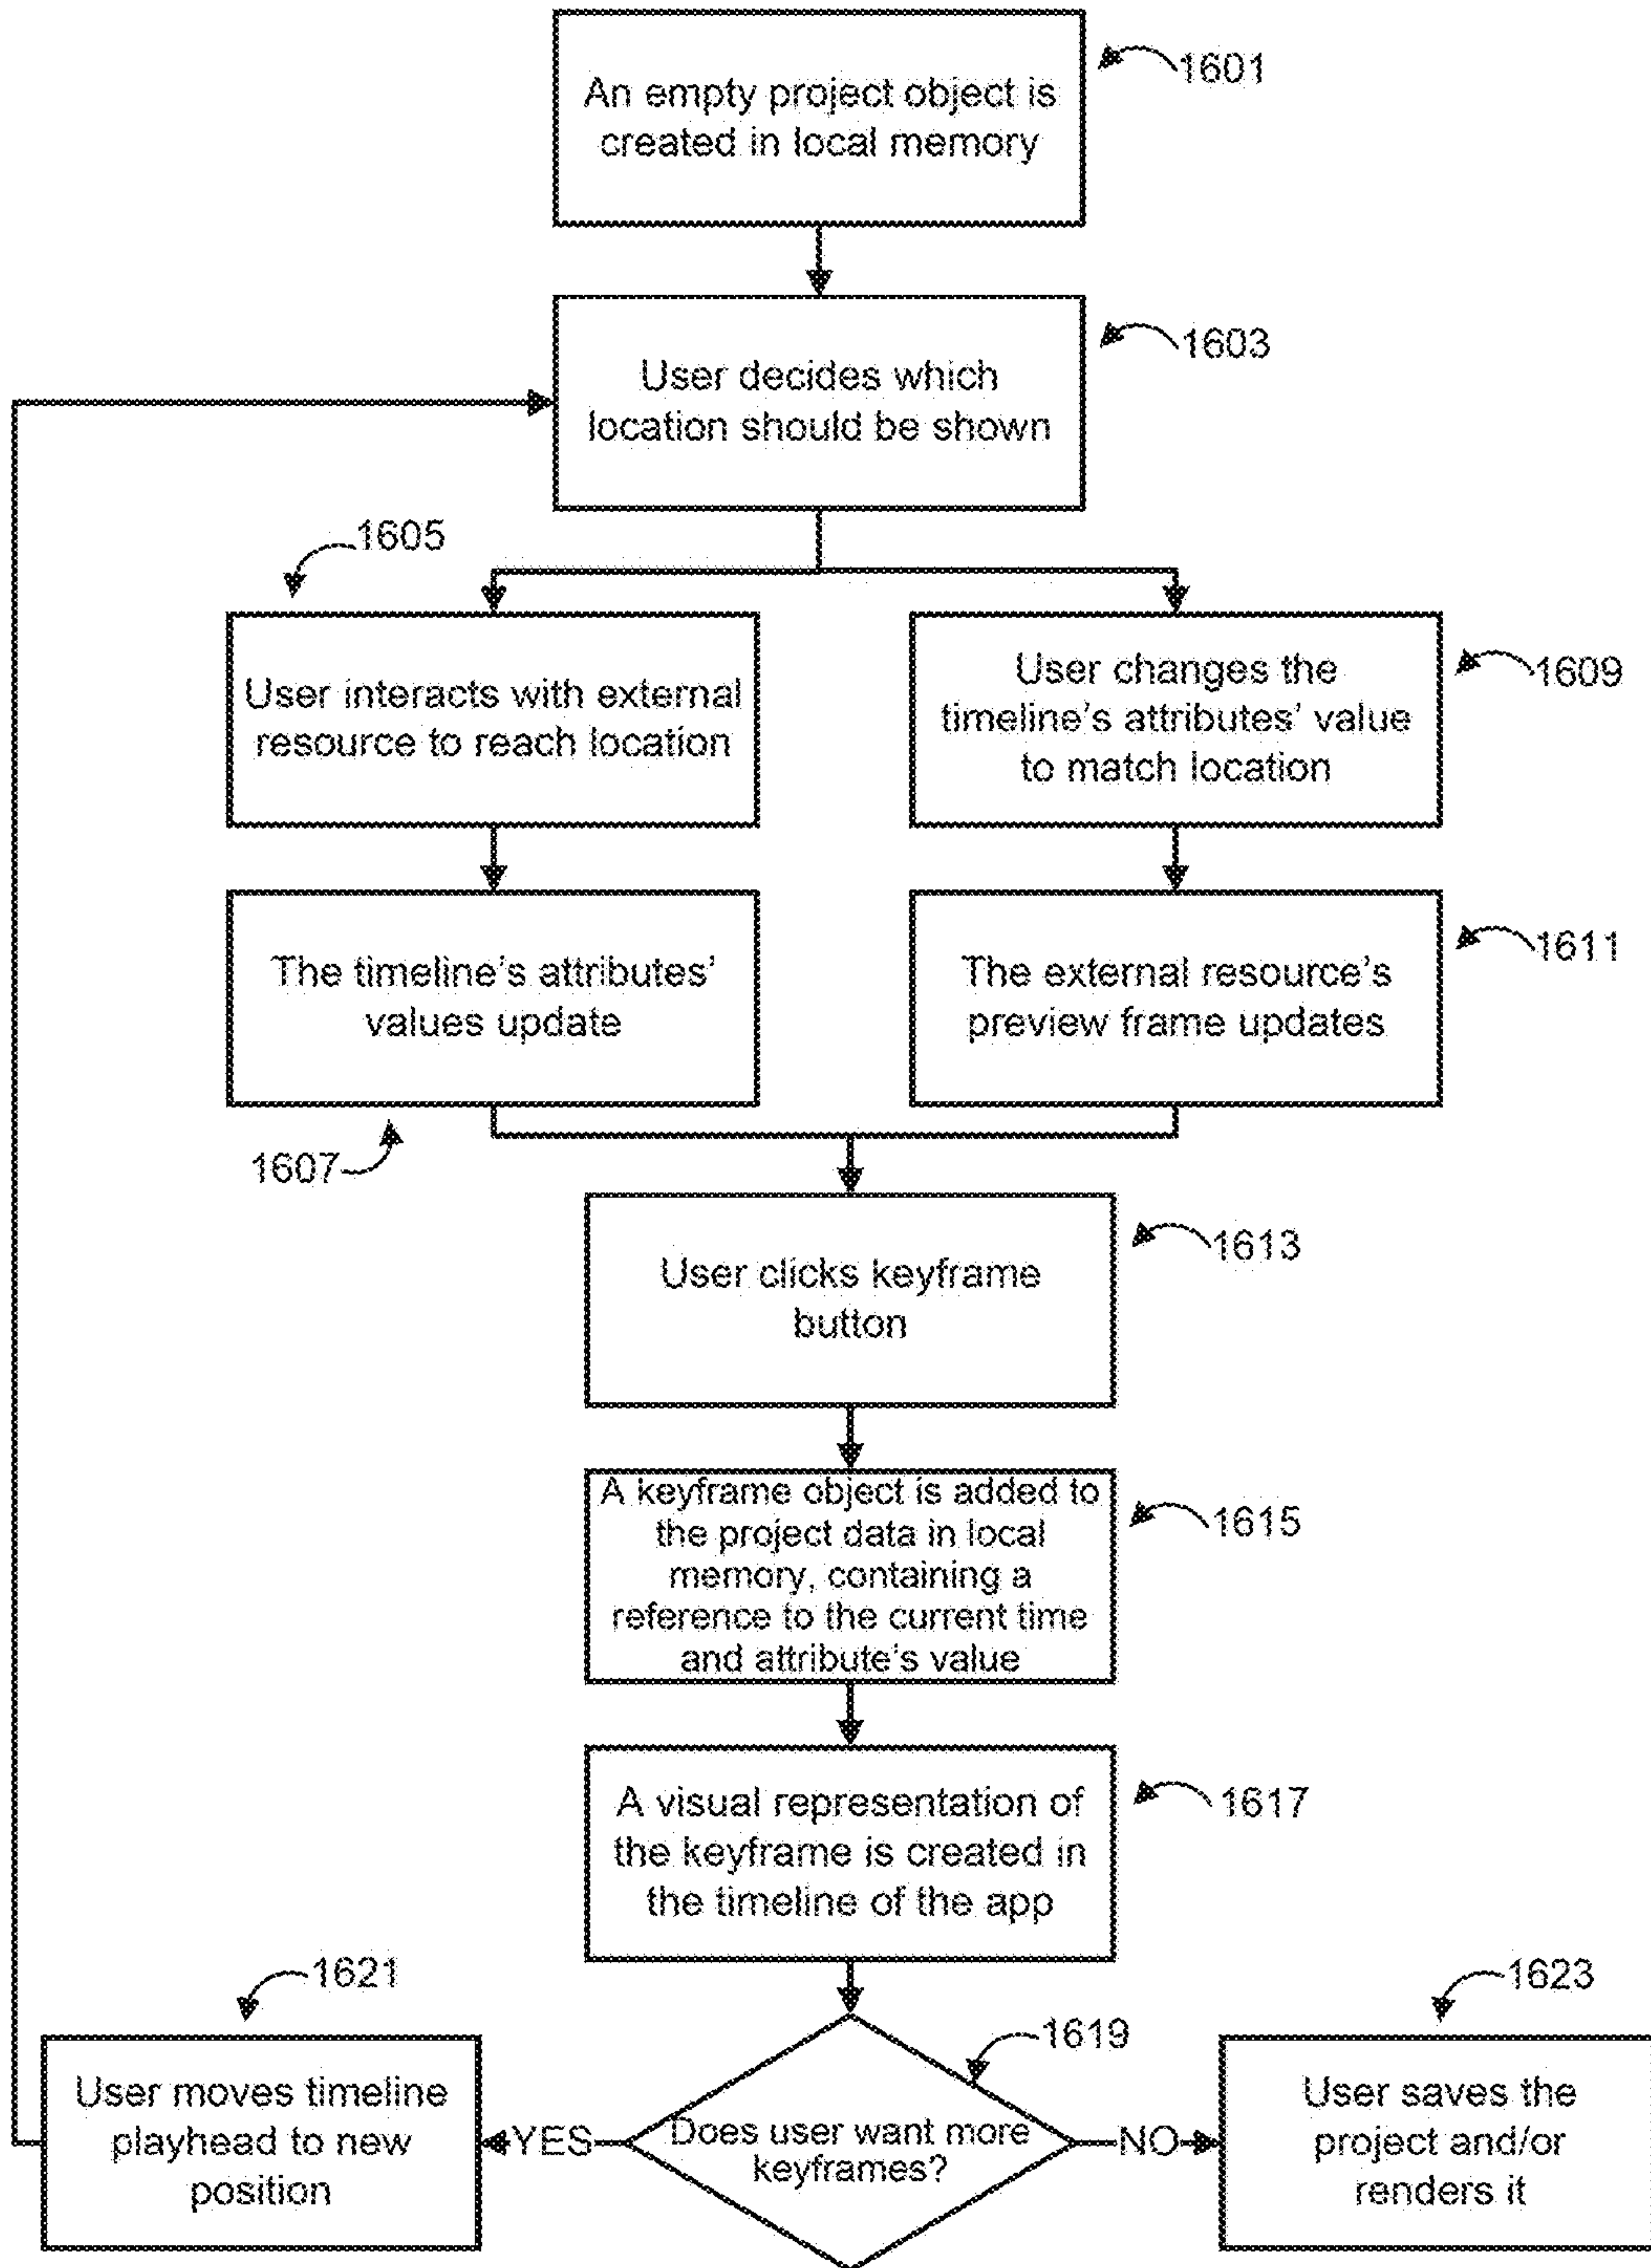 An empty project object is
created in local memory
1601
User decides which
location should be shown
1603
1605
User interacts with external
resource to reach location
User changes the
timeline's attributes' value
to match location
1609
The timeline's attributes'
values update
1607
The external resource's
preview frame updates
1611
User clicks keyframe
button
1613
A keyframe object is added to
the project data in local
memory, containing a
reference to the current time
and attribute's value
1615
A visual representation of
the keyframe is created in
the timeline of the app
1617
Does user want more
keyframes?
1619
YES
User moves timeline
playhead to new
position
1621
NO
User saves the
project and/or
renders it
1623